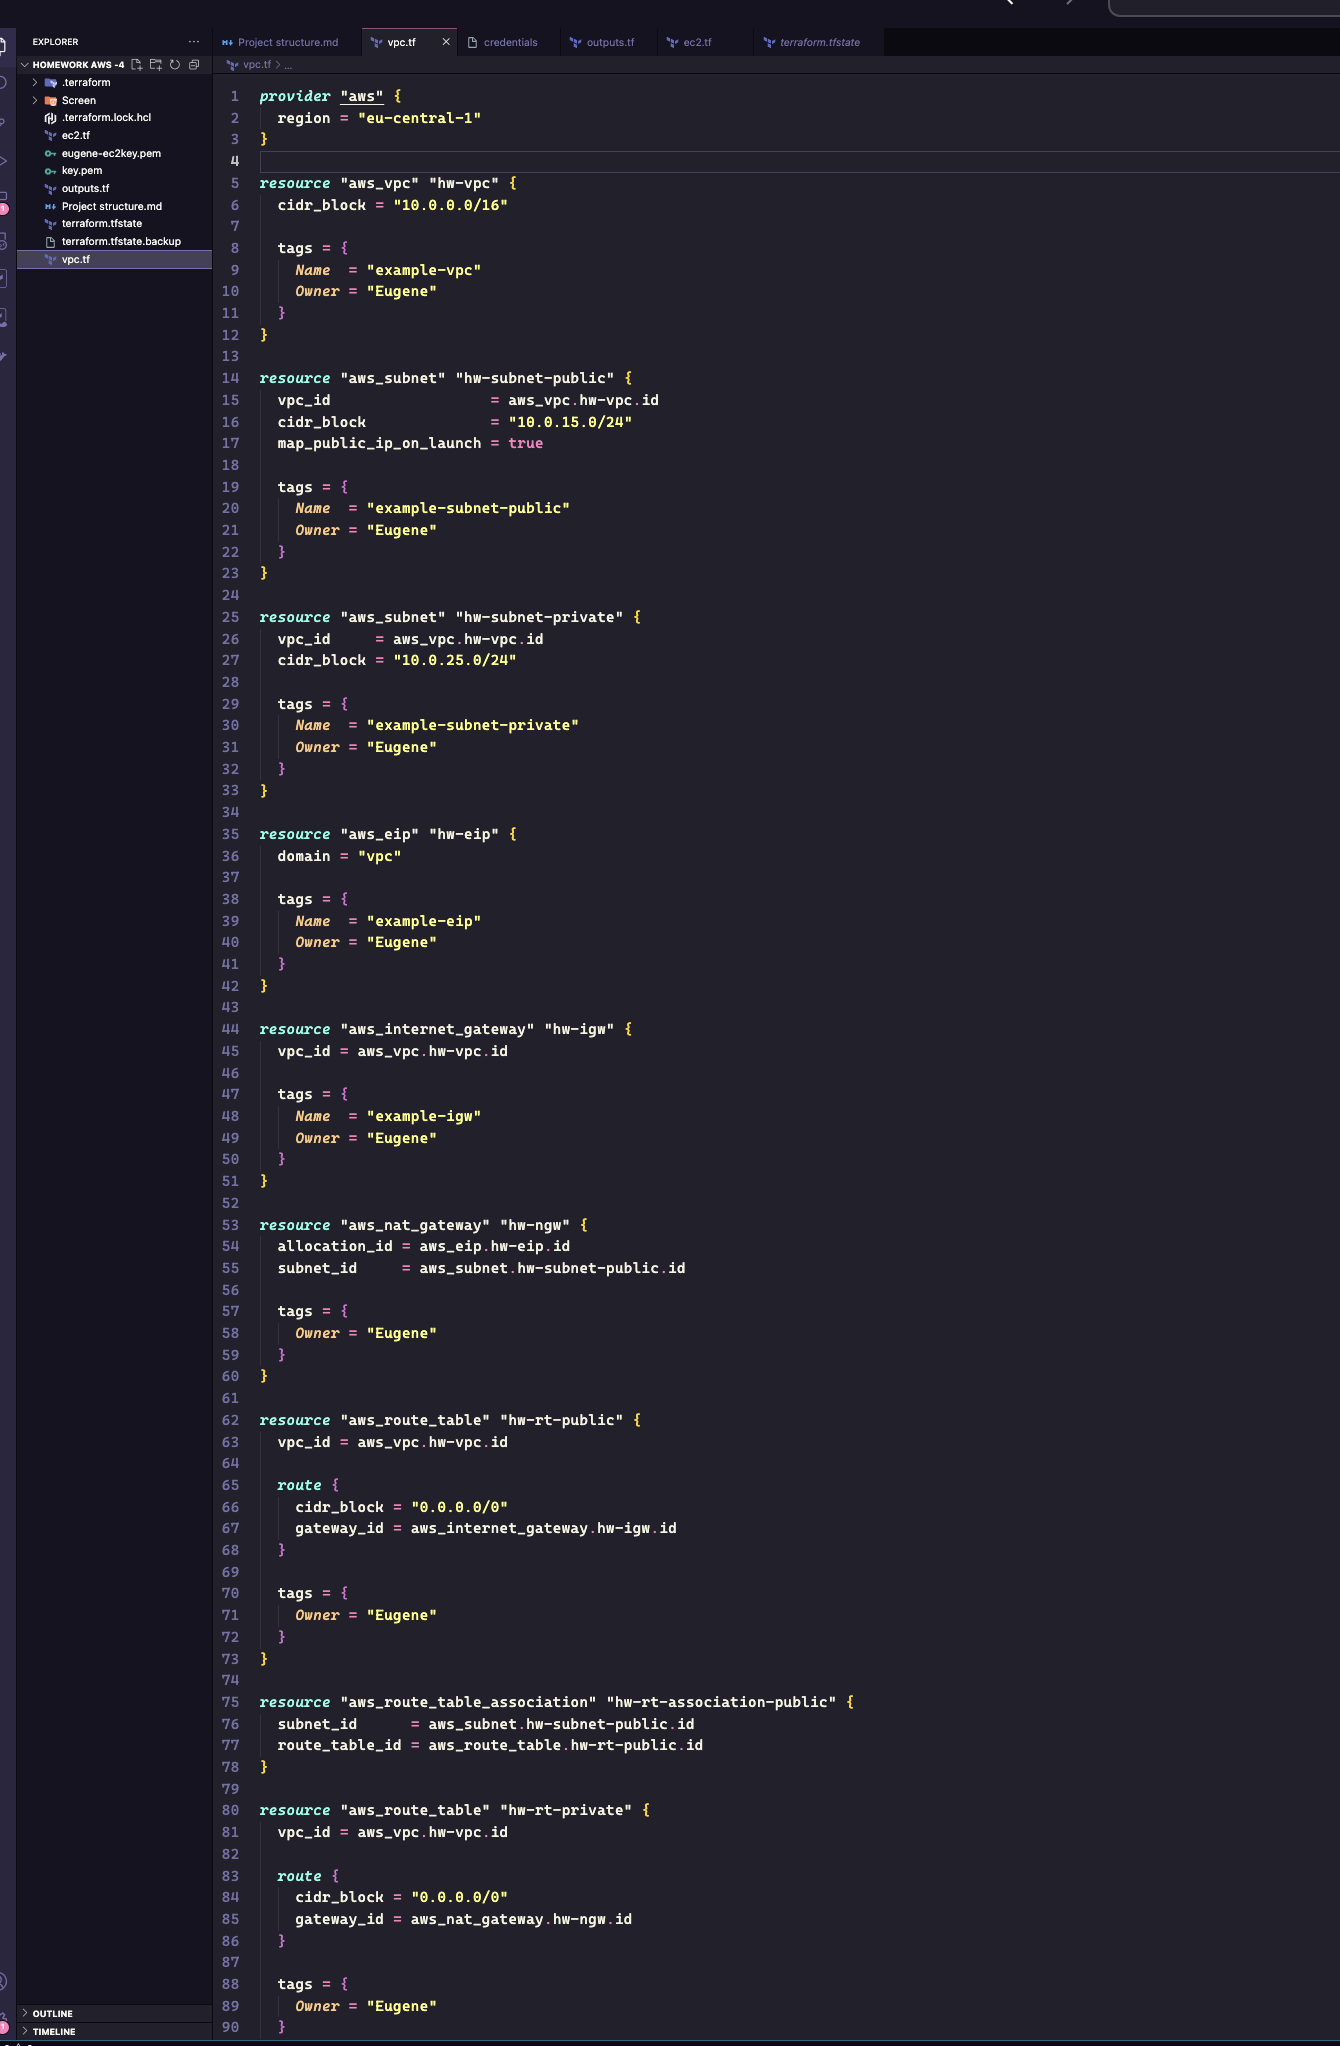 EXPLORER
HOMEWORK AWS -4
.terraform
Screen
.terraform.lock.hcl
ec2.tf
eugene-ec2key.pem
key.pem
outputs.tf
Project structure.md
terraform.tfstate
terraform.tfstate.backup
vpc.tf
OUTLINE
TIMELINE
Project structure.md
vpc.tf
credentials
outputs.tf
ec2.tf
terraform.tfstate
vpc.tf > ...
1 provider "aws" {
2   region = "eu-central-1"
3 }
4
5 resource "aws_vpc" "hw-vpc" {
6   cidr_block = "10.0.0.0/16"
7
8   tags = {
9     Name  = "example-vpc"
10     Owner = "Eugene"
11   }
12 }
13
14 resource "aws_subnet" "hw-subnet-public" {
15   vpc_id                  = aws_vpc.hw-vpc.id
16   cidr_block              = "10.0.15.0/24"
17   map_public_ip_on_launch = true
18
19   tags = {
20     Name  = "example-subnet-public"
21     Owner = "Eugene"
22   }
23 }
24
25 resource "aws_subnet" "hw-subnet-private" {
26   vpc_id     = aws_vpc.hw-vpc.id
27   cidr_block = "10.0.25.0/24"
28
29   tags = {
30     Name  = "example-subnet-private"
31     Owner = "Eugene"
32   }
33 }
34
35 resource "aws_eip" "hw-eip" {
36   domain = "vpc"
37
38   tags = {
39     Name  = "example-eip"
40     Owner = "Eugene"
41   }
42 }
43
44 resource "aws_internet_gateway" "hw-igw" {
45   vpc_id = aws_vpc.hw-vpc.id
46
47   tags = {
48     Name  = "example-igw"
49     Owner = "Eugene"
50   }
51 }
52
53 resource "aws_nat_gateway" "hw-ngw" {
54   allocation_id = aws_eip.hw-eip.id
55   subnet_id     = aws_subnet.hw-subnet-public.id
56
57   tags = {
58     Owner = "Eugene"
59   }
60 }
61
62 resource "aws_route_table" "hw-rt-public" {
63   vpc_id = aws_vpc.hw-vpc.id
64
65   route {
66     cidr_block = "0.0.0.0/0"
67     gateway_id = aws_internet_gateway.hw-igw.id
68   }
69
70   tags = {
71     Owner = "Eugene"
72   }
73 }
74
75 resource "aws_route_table_association" "hw-rt-association-public" {
76   subnet_id      = aws_subnet.hw-subnet-public.id
77   route_table_id = aws_route_table.hw-rt-public.id
78 }
79
80 resource "aws_route_table" "hw-rt-private" {
81   vpc_id = aws_vpc.hw-vpc.id
82
83   route {
84     cidr_block = "0.0.0.0/0"
85     gateway_id = aws_nat_gateway.hw-ngw.id
86   }
87
88   tags = {
89     Owner = "Eugene"
90   }